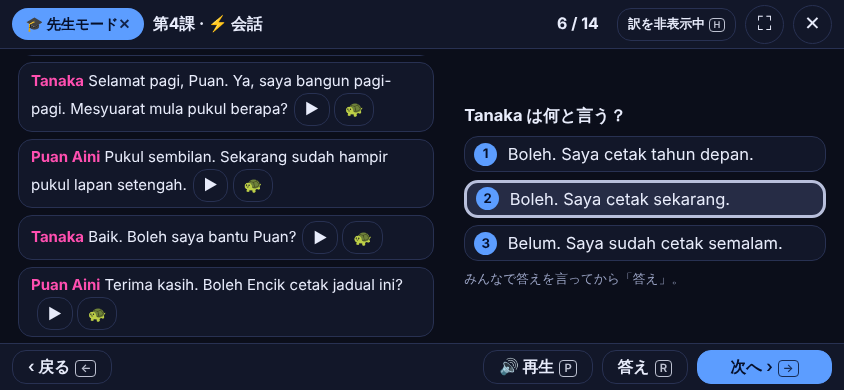 🎓 先生モード✕ 第4課・⚡ 会話 6 / 14 訳を非表示中 H ✕
Tanaka Selamat pagi, Puan. Ya, saya bangun pagi-
pagi. Mesyuarat mula pukul berapa? ▶ 🐢
Puan Aini Pukul sembilan. Sekarang sudah hampir
pukul lapan setengah. ▶ 🐢
Tanaka Baik. Boleh saya bantu Puan? ▶ 🐢
Puan Aini Terima kasih. Boleh Encik cetak jadual ini?
▶ 🐢
Tanaka は何と言う？
1 Boleh. Saya cetak tahun depan.
2 Boleh. Saya cetak sekarang.
3 Belum. Saya sudah cetak semalam.
みんなで答えを言ってから「答え」。
‹ 戻る ← 🔊 再生 P 答え R 次へ › →